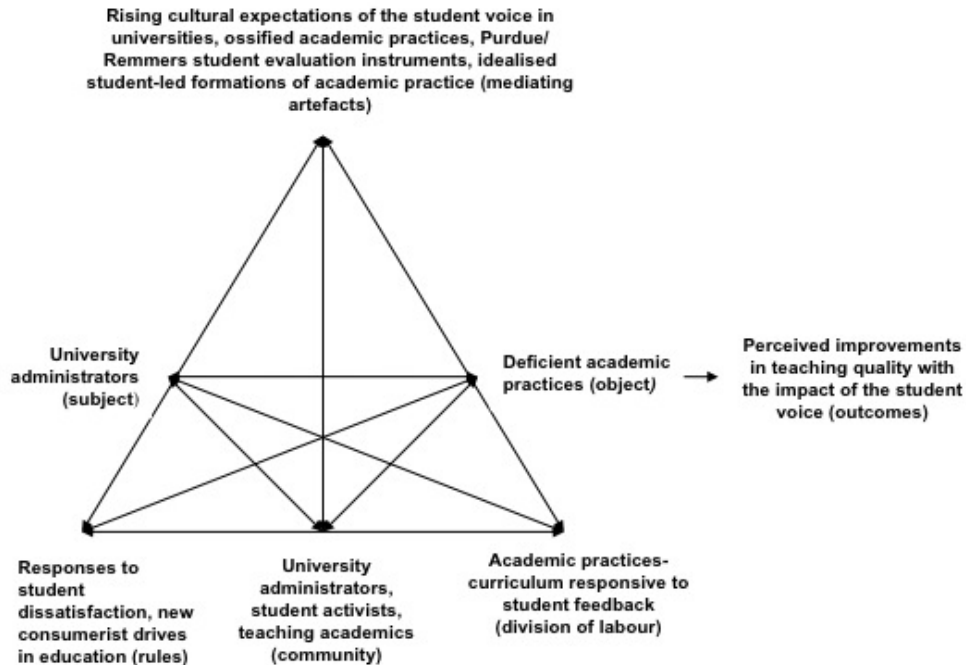 Rising cultural expectations of the student voice in
universities, ossified academic practices, Purdue/
Remmers student evaluation instruments, idealised
student-led formations of academic practice (mediating
artefacts)
University
administrators
(subject)
Deficient academic
practices (object)
Perceived improvements
in teaching quality with
the impact of the student
voice (outcomes)
Responses to
student
dissatisfaction, new
consumerist drives
in education (rules)
University
administrators,
student activists,
teaching academics
(community)
Academic practices-
curriculum responsive to
student feedback
(division of labour)